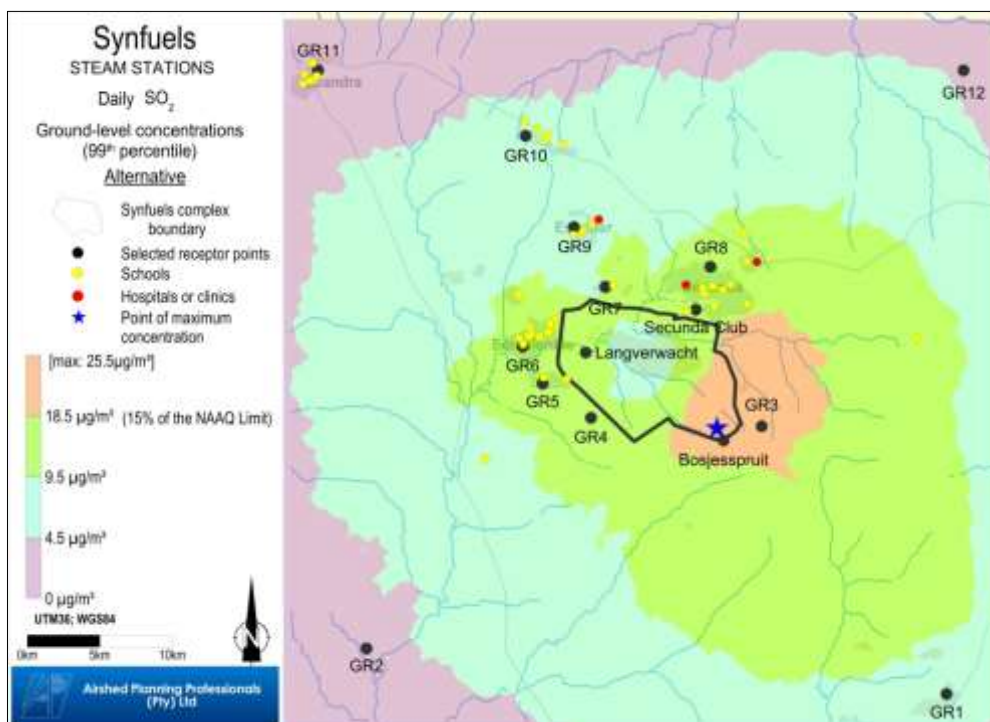 Synfuels
STEAM STATIONS
Daily SO2
Ground-level concentrations
(99th percentile)
Alternative
Synfuels complex
boundary
Selected receptor points
Schools
Hospitals or clinics
Point of maximum
concentration
[max: 25.5µg/m³]
18.5 µg/m³ (15% of the NAAQ Limit)
9.5 µg/m³
4.5 µg/m³
0 µg/m³
UTM36; WGS84
0km 5km 10km
N
Airshed Planning Professionals
(Pty) Ltd
GR11
GR12
GR10
GR9
GR8
GR7
Secunda Club
Langverwacht
GR6
GR5
GR4
GR3
Bosjesspruit
GR2
GR1